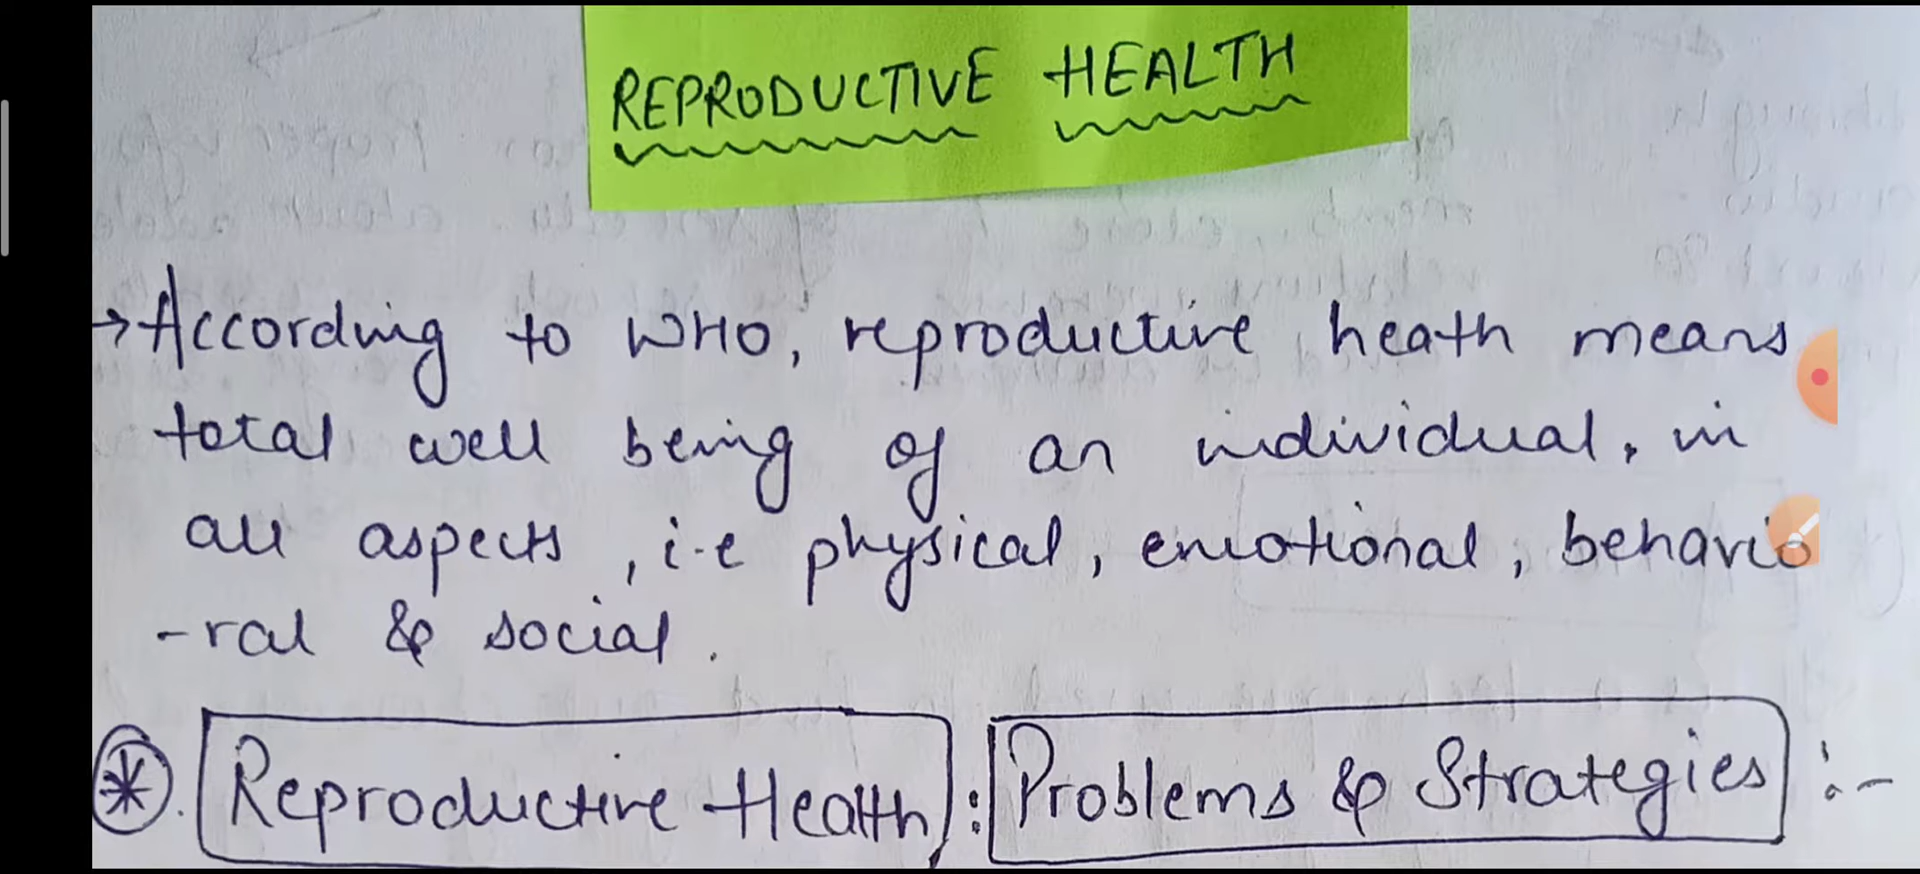 REPRODUCTIVE HEALTH
→According to WHO, reproductive heath means
total well being of an individual, in
all aspects, i.e physical, emotional, behavio
-ral & social.
*. Reproductive Health : Problems & Strategies :-